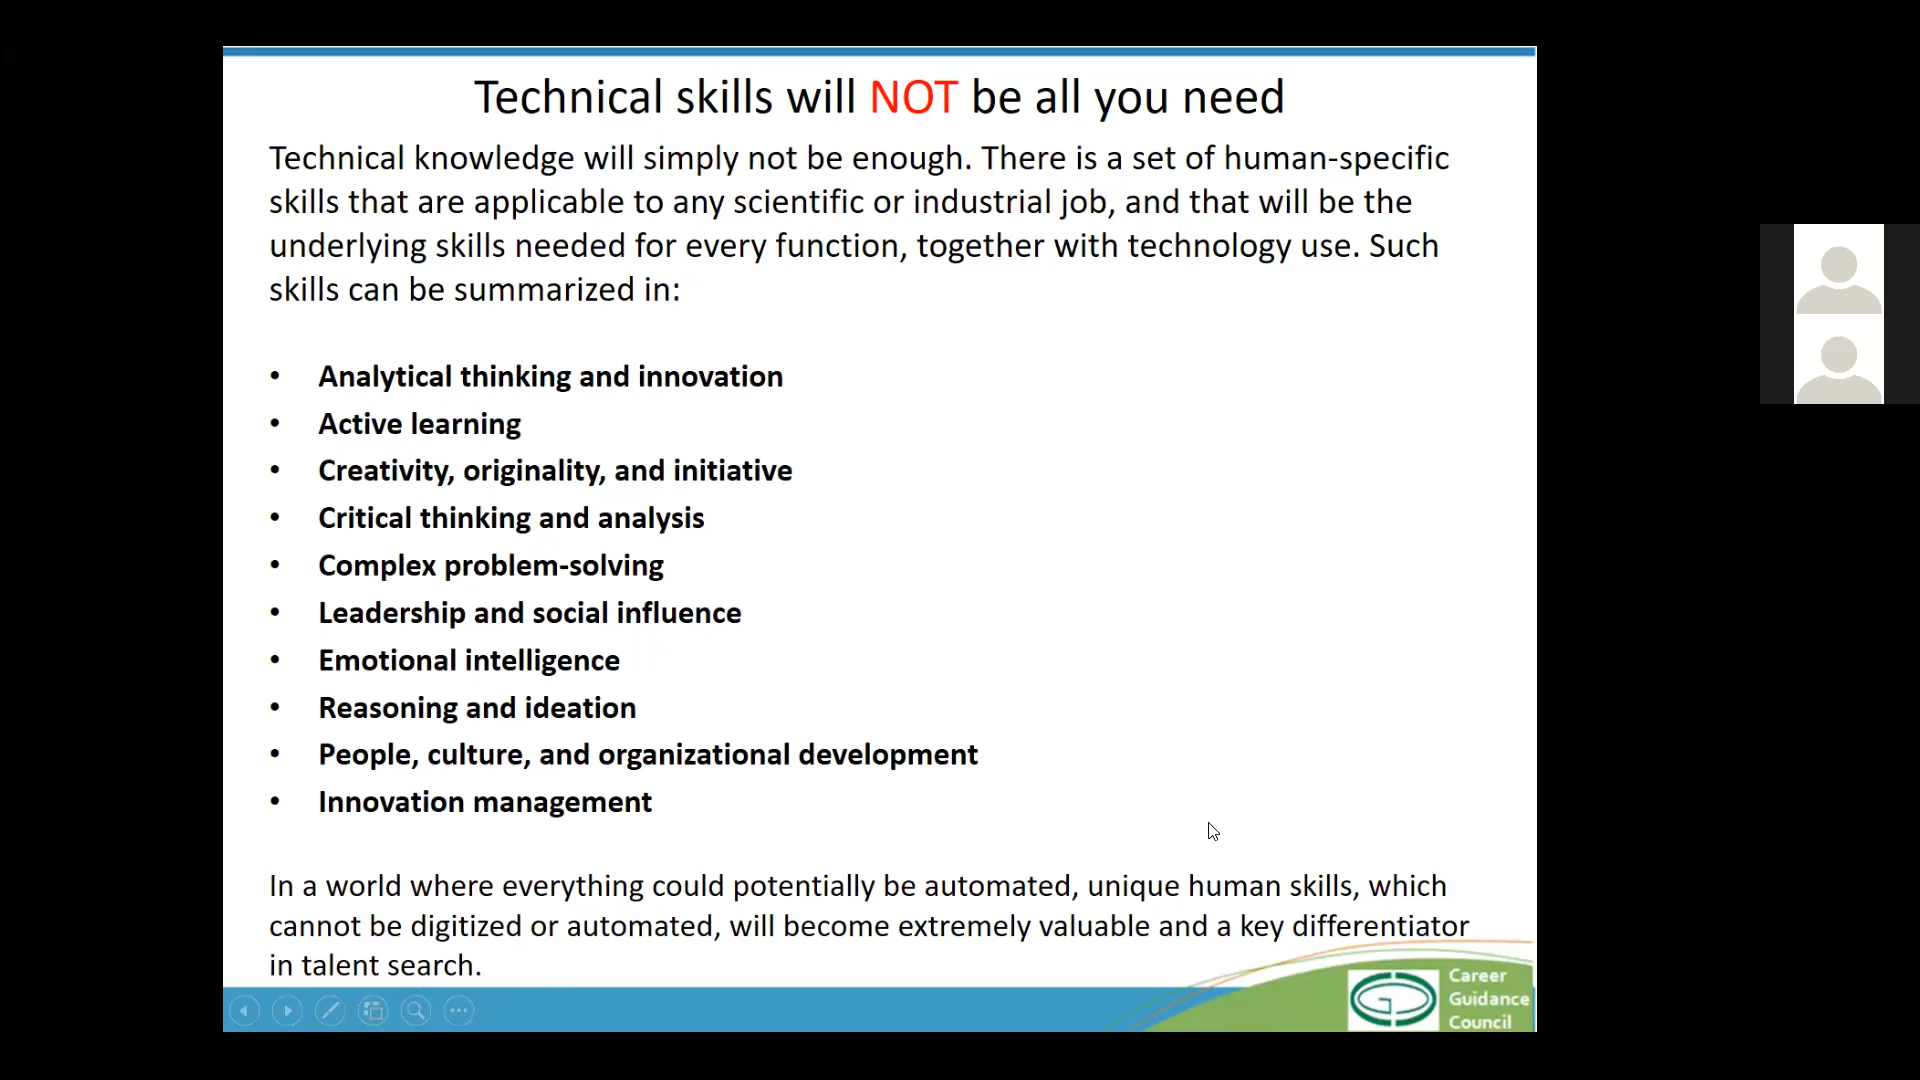 Technical skills will NOT be all you need
Technical knowledge will simply not be enough. There is a set of human-specific
skills that are applicable to any scientific or industrial job, and that will be the
underlying skills needed for every function, together with technology use. Such
skills can be summarized in:
• Analytical thinking and innovation
• Active learning
• Creativity, originality, and initiative
• Critical thinking and analysis
• Complex problem-solving
• Leadership and social influence
• Emotional intelligence
• Reasoning and ideation
• People, culture, and organizational development
• Innovation management
In a world where everything could potentially be automated, unique human skills, which
cannot be digitized or automated, will become extremely valuable and a key differentiator
in talent search.
Career
Guidance
Council